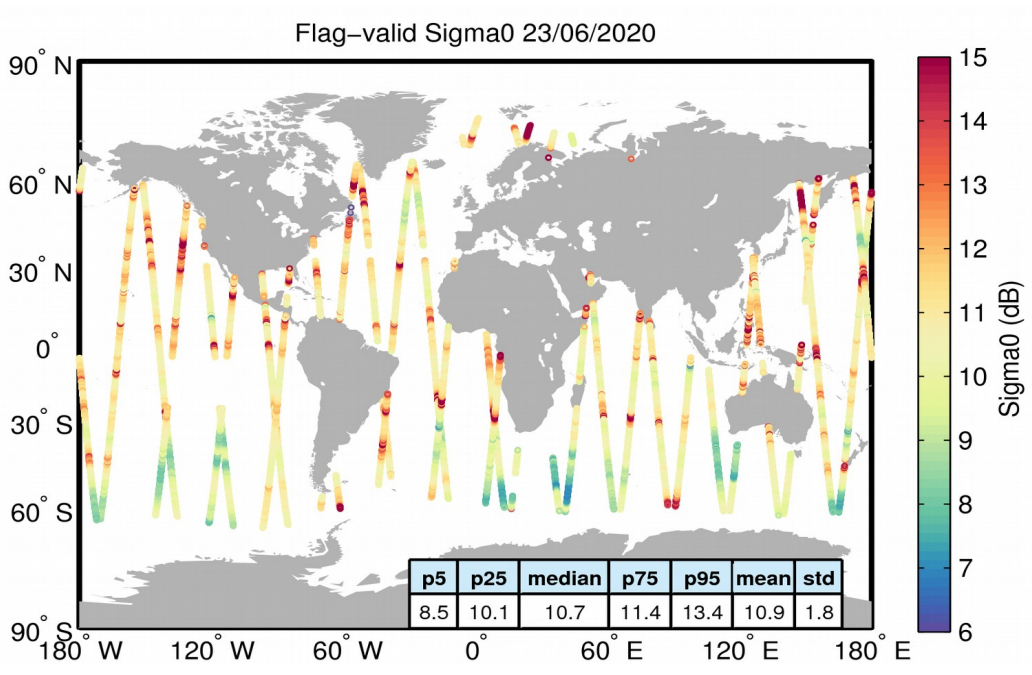 Flag−valid Sigma0 23/06/2020
90° N
60° N
30° N
0°
30° S
60° S
90° S
180° W
120° W
60° W
0°
60° E
120° E
180° E
p5 p25 median p75 p95 mean std
8.5 10.1 10.7 11.4 13.4 10.9 1.8
15
14
13
12
11
10
9
8
7
6
Sigma0 (dB)